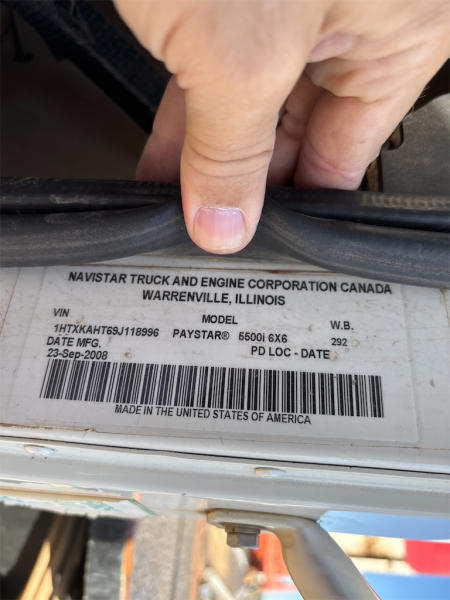 NAVISTAR TRUCK AND ENGINE CORPORATION CANADA
WARRENVILLE, ILLINOIS
VIN MODEL W.B.
1HTXKAHT69J118996 PAYSTAR® 5500i 6X6 292
DATE MFG. PD LOC - DATE
23-Sep-2008
MADE IN THE UNITED STATES OF AMERICA